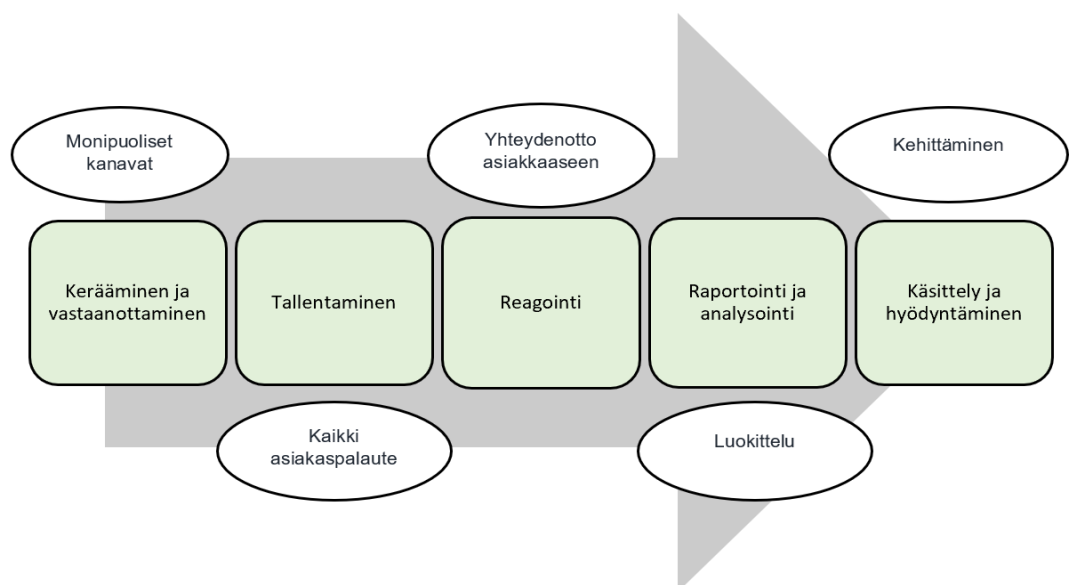 Monipuoliset
kanavat
Yhteydenotto
asiakkaaseen
Kehittäminen
Kerääminen ja
vastaanottaminen
Tallentaminen
Reagointi
Raportointi ja
analysointi
Käsittely ja
hyödyntäminen
Kaikki
asiakaspalaute
Luokittelu